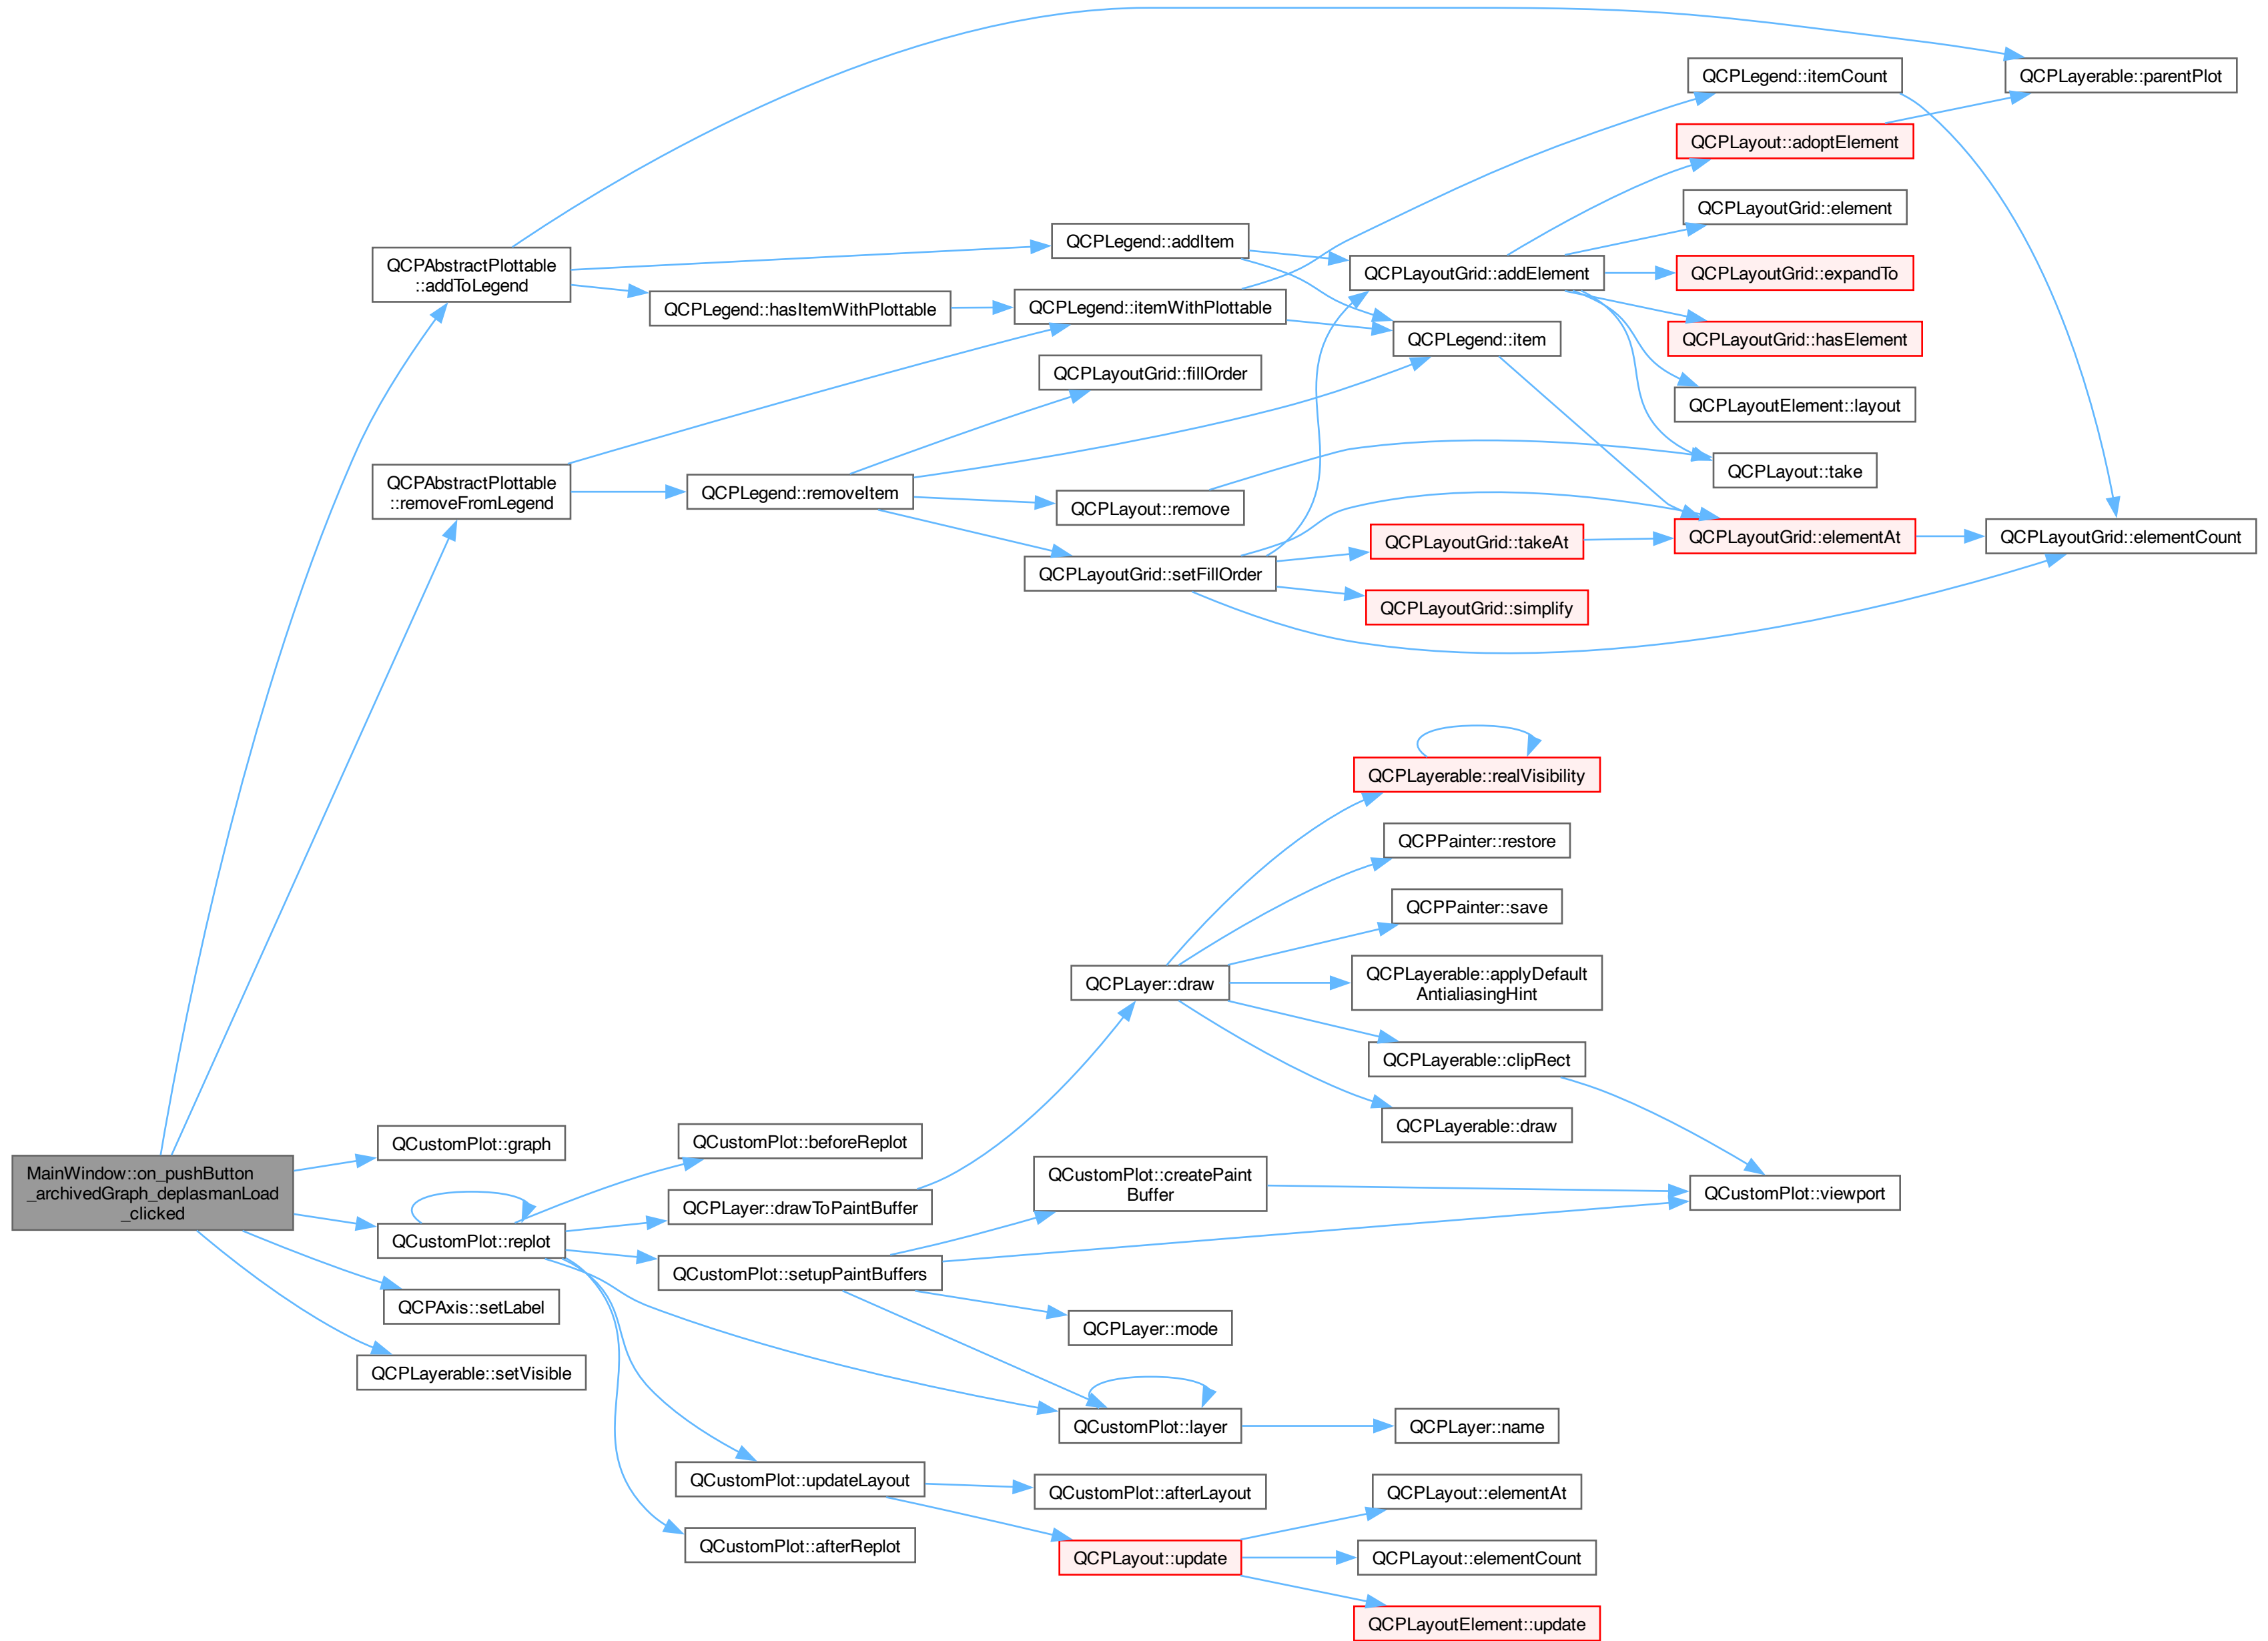 MainWindow::on_pushButton
_archivedGraph_deplasmanLoad
_clicked
QCPAbstractPlottable
::addToLegend
QCPAbstractPlottable
::removeFromLegend
QCustomPlot::graph
QCustomPlot::replot
QCPAxis::setLabel
QCPLayerable::setVisible
QCPLegend::hasItemWithPlottable
QCPLegend::removeItem
QCustomPlot::beforeReplot
QCPLayer::drawToPaintBuffer
QCustomPlot::setupPaintBuffers
QCustomPlot::updateLayout
QCustomPlot::afterReplot
QCPLegend::addItem
QCPLegend::itemWithPlottable
QCPLayoutGrid::fillOrder
QCPLayout::remove
QCPLayoutGrid::setFillOrder
QCPLayer::draw
QCustomPlot::createPaint
Buffer
QCPLayer::mode
QCustomPlot::layer
QCustomPlot::afterLayout
QCPLayout::update
QCPLayoutGrid::addElement
QCPLegend::item
QCPLayoutGrid::takeAt
QCPLayoutGrid::simplify
QCPLayerable::realVisibility
QCPPainter::restore
QCPPainter::save
QCPLayerable::applyDefault
AntialiasingHint
QCPLayerable::clipRect
QCPLayerable::draw
QCPLayer::name
QCPLayout::elementAt
QCPLayout::elementCount
QCPLayoutElement::update
QCPLegend::itemCount
QCPLayout::adoptElement
QCPLayoutGrid::element
QCPLayoutGrid::expandTo
QCPLayoutGrid::hasElement
QCPLayoutElement::layout
QCPLayout::take
QCPLayoutGrid::elementAt
QCustomPlot::viewport
QCPLayerable::parentPlot
QCPLayoutGrid::elementCount